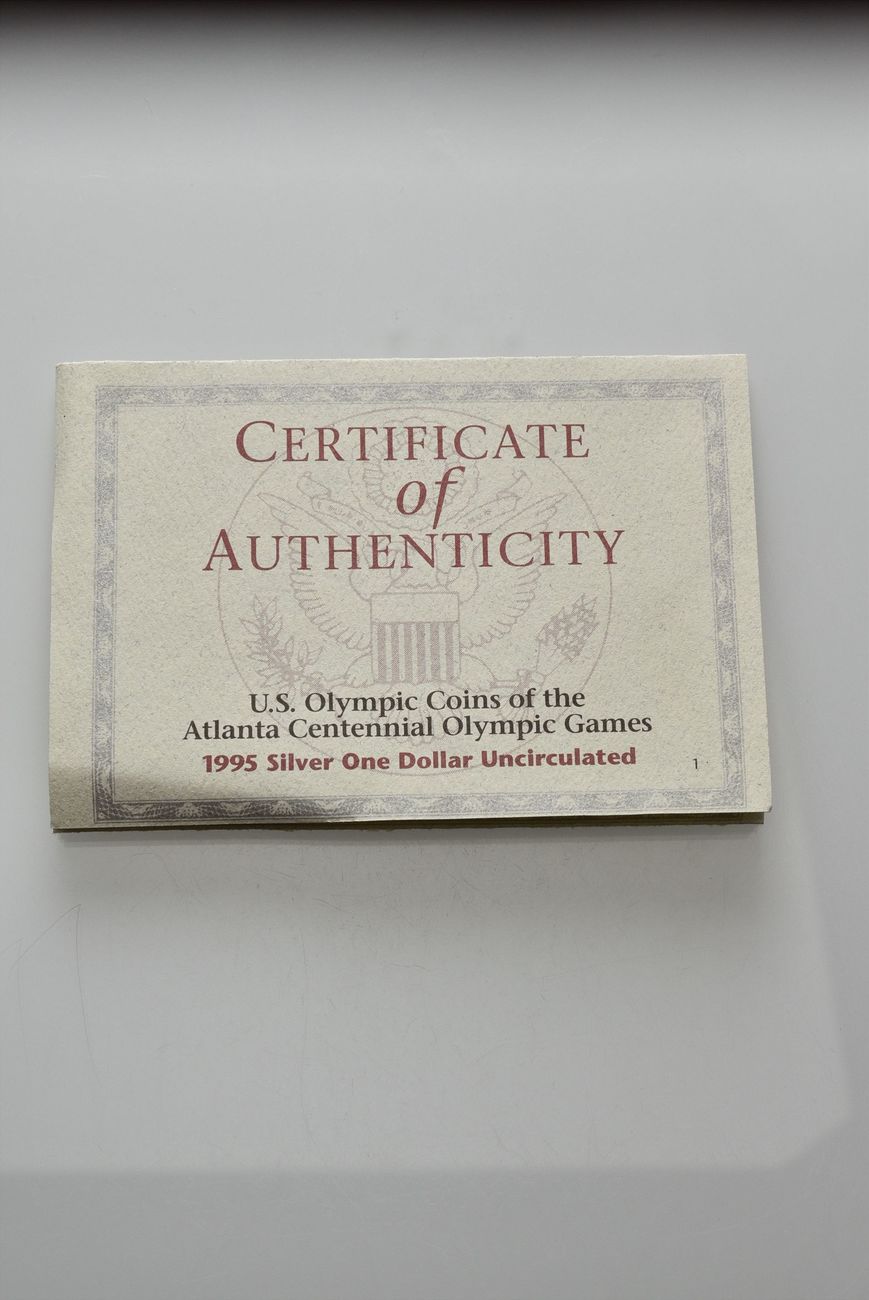 CERTIFICATE
of
AUTHENTICITY
U.S. Olympic Coins of the
Atlanta Centennial Olympic Games
1995 Silver One Dollar Uncirculated
1